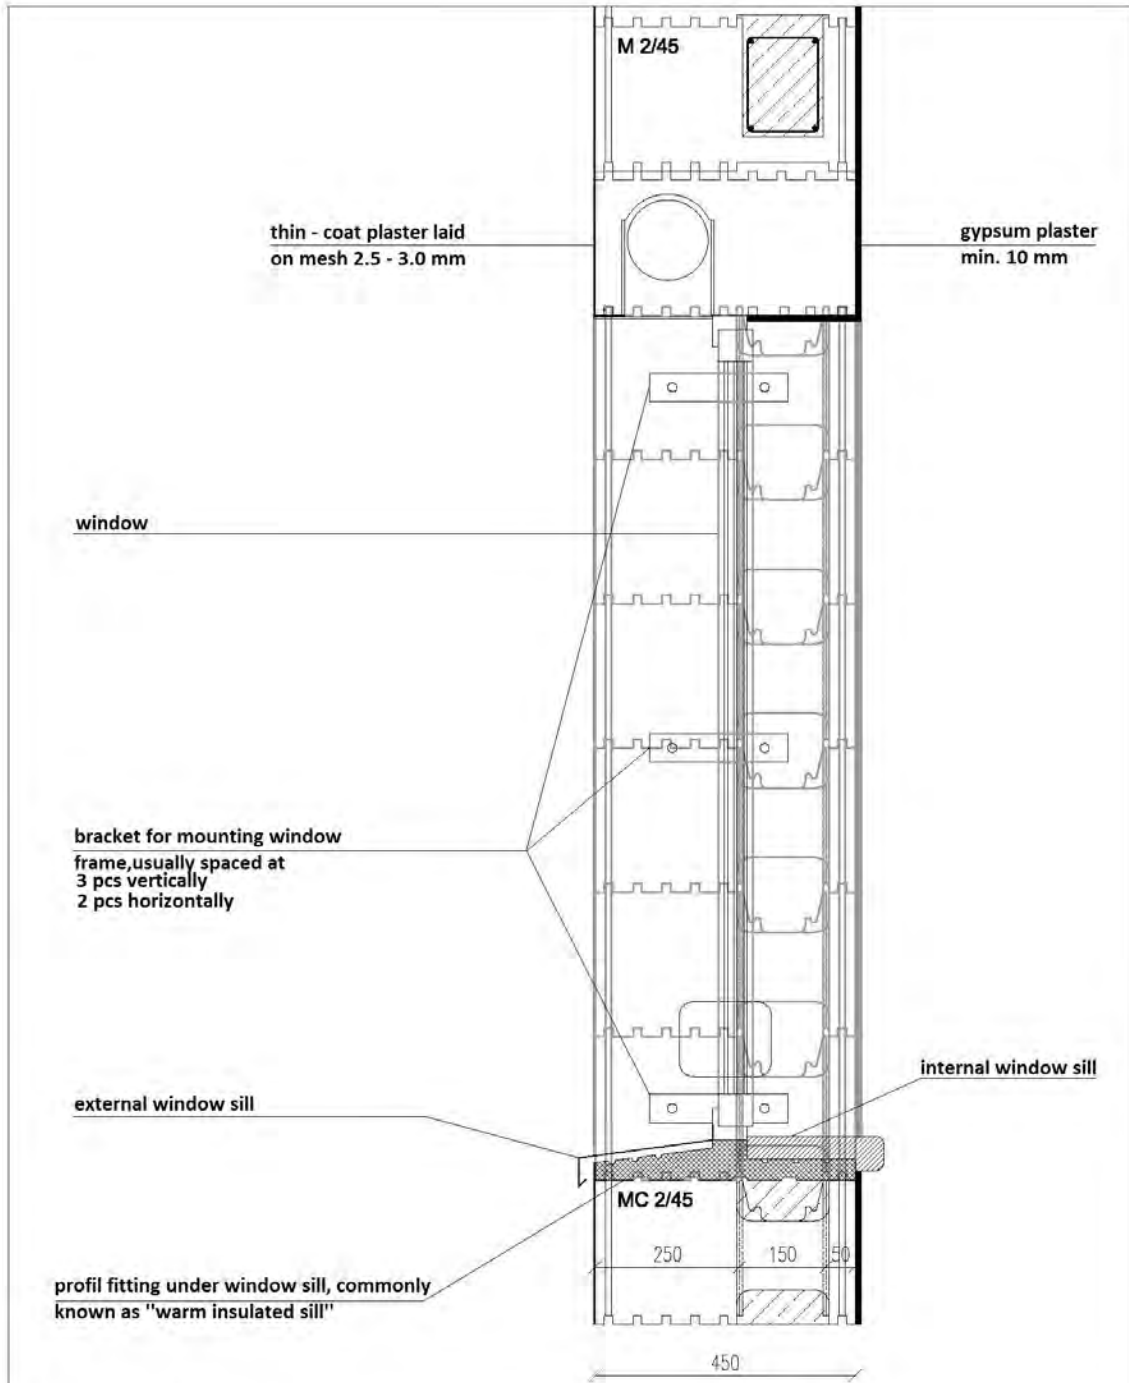 M 2/45
thin - coat plaster laid
on mesh 2.5 - 3.0 mm
gypsum plaster
min. 10 mm
window
bracket for mounting window
frame,usually spaced at
3 pcs vertically
2 pcs horizontally
internal window sill
external window sill
MC 2/45
250
150
50
profil fitting under window sill, commonly
known as "warm insulated sill"
450